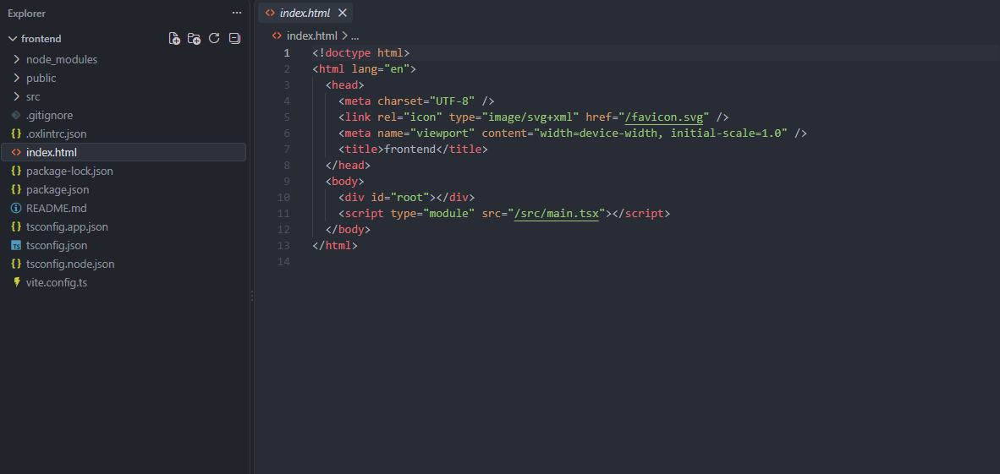 Explorer
frontend
node_modules
public
src
.gitignore
.oxlintrc.json
index.html
package-lock.json
package.json
README.md
tsconfig.app.json
tsconfig.json
tsconfig.node.json
vite.config.ts
index.html
index.html > ...
1 <!doctype html>
2 <html lang="en">
3   <head>
4     <meta charset="UTF-8" />
5     <link rel="icon" type="image/svg+xml" href="/favicon.svg" />
6     <meta name="viewport" content="width=device-width, initial-scale=1.0" />
7     <title>frontend</title>
8   </head>
9   <body>
10     <div id="root"></div>
11     <script type="module" src="/src/main.tsx"></script>
12   </body>
13 </html>
14